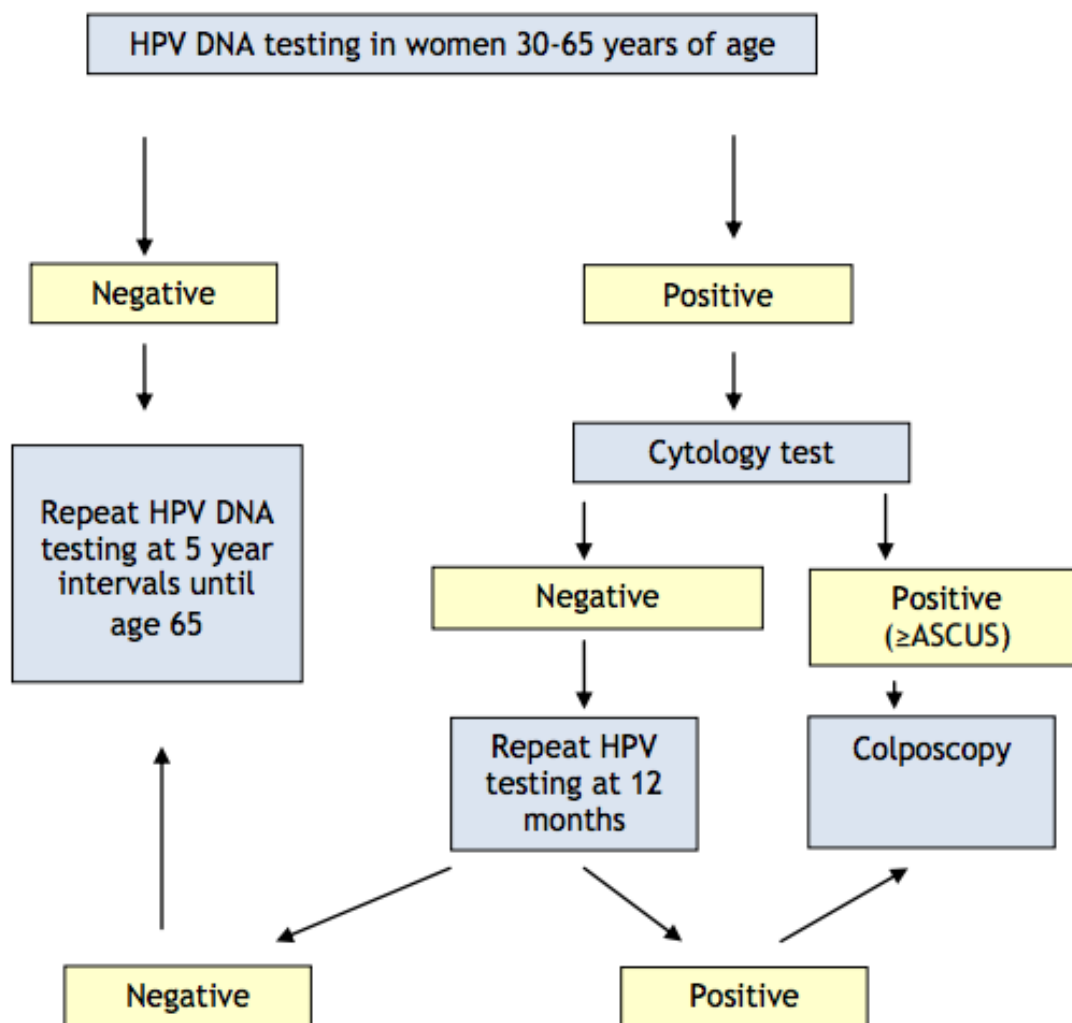 HPV DNA testing in women 30-65 years of age
Negative
Positive
Cytology test
Repeat HPV DNA
testing at 5 year
intervals until
age 65
Negative
Positive
(≥ASCUS)
Repeat HPV
testing at 12
months
Colposcopy
Negative
Positive